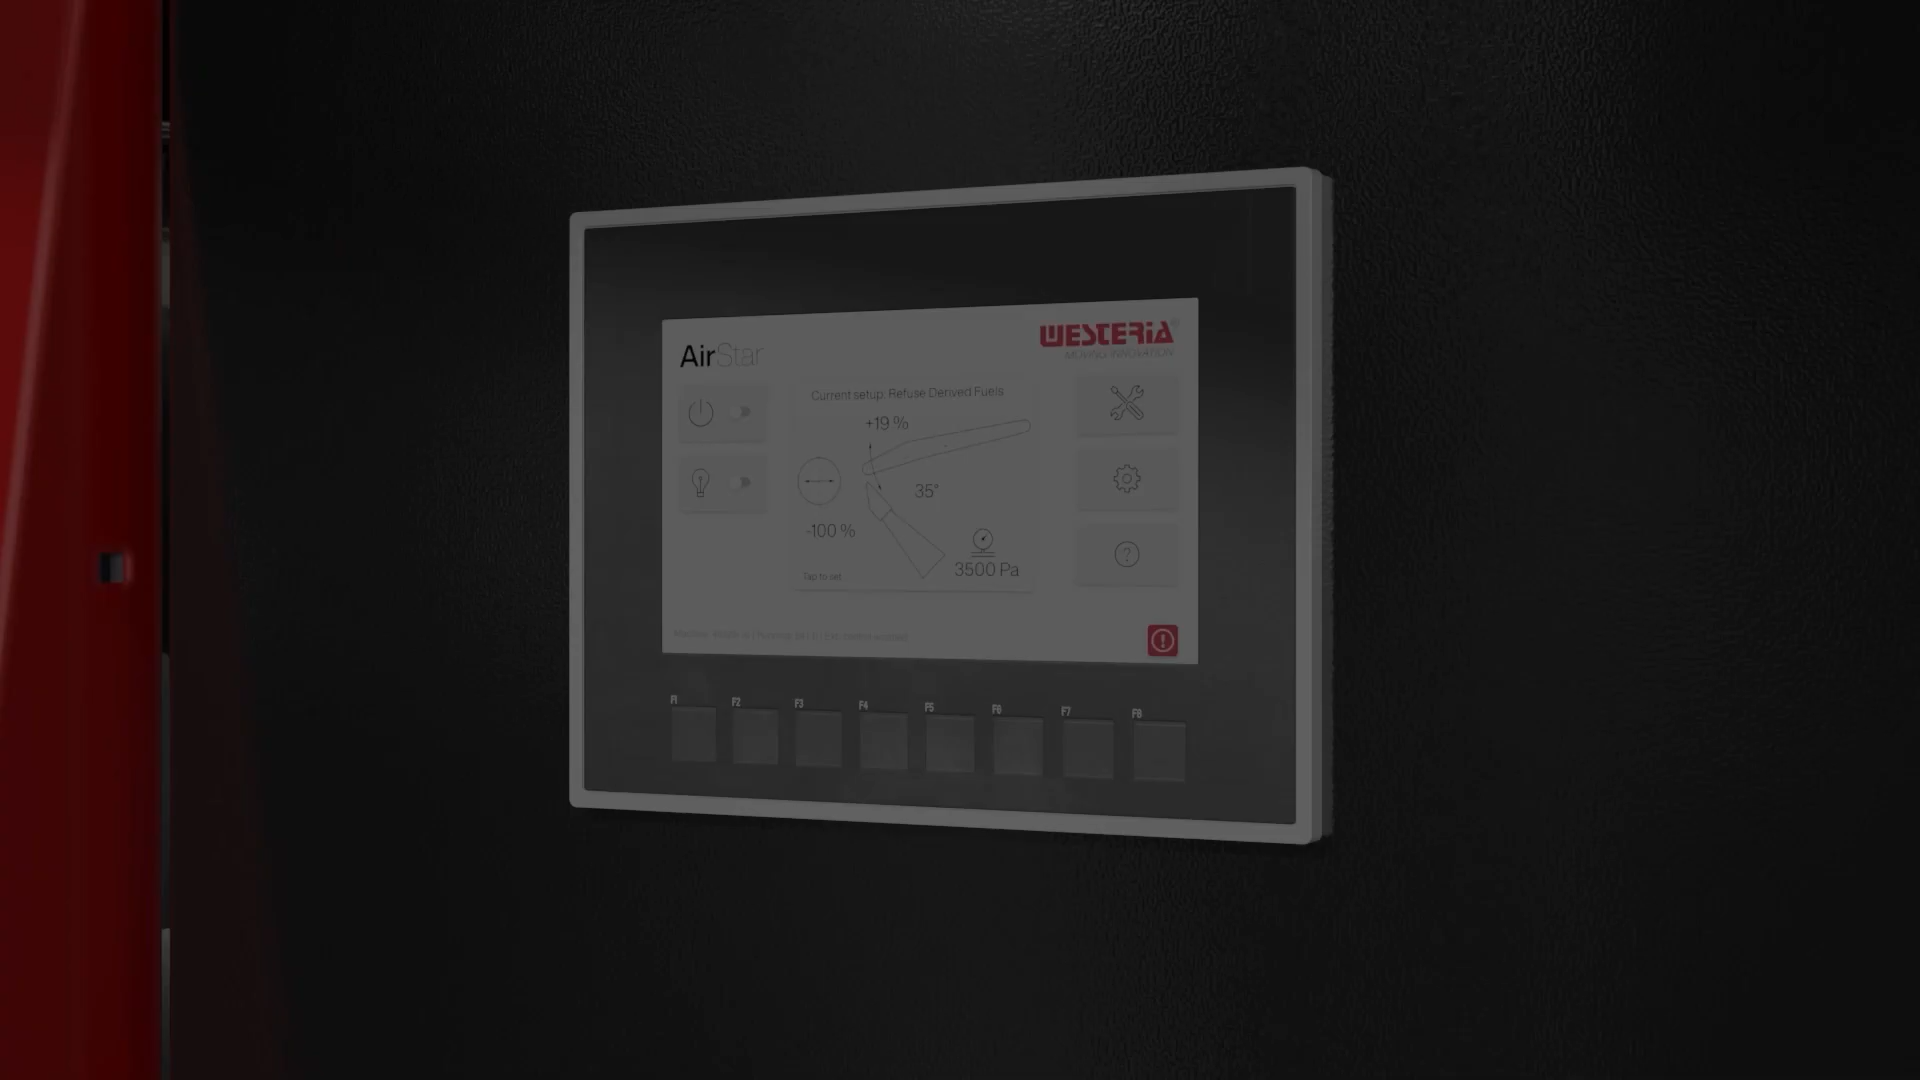 WESTERIA
MOVING INNOVATION
AirStar
Current setup: Refuse Derived Fuels
+19 %
35°
-100 %
3500 Pa
Tap to set
F1 F2 F3 F4 F5 F6 F7 F8